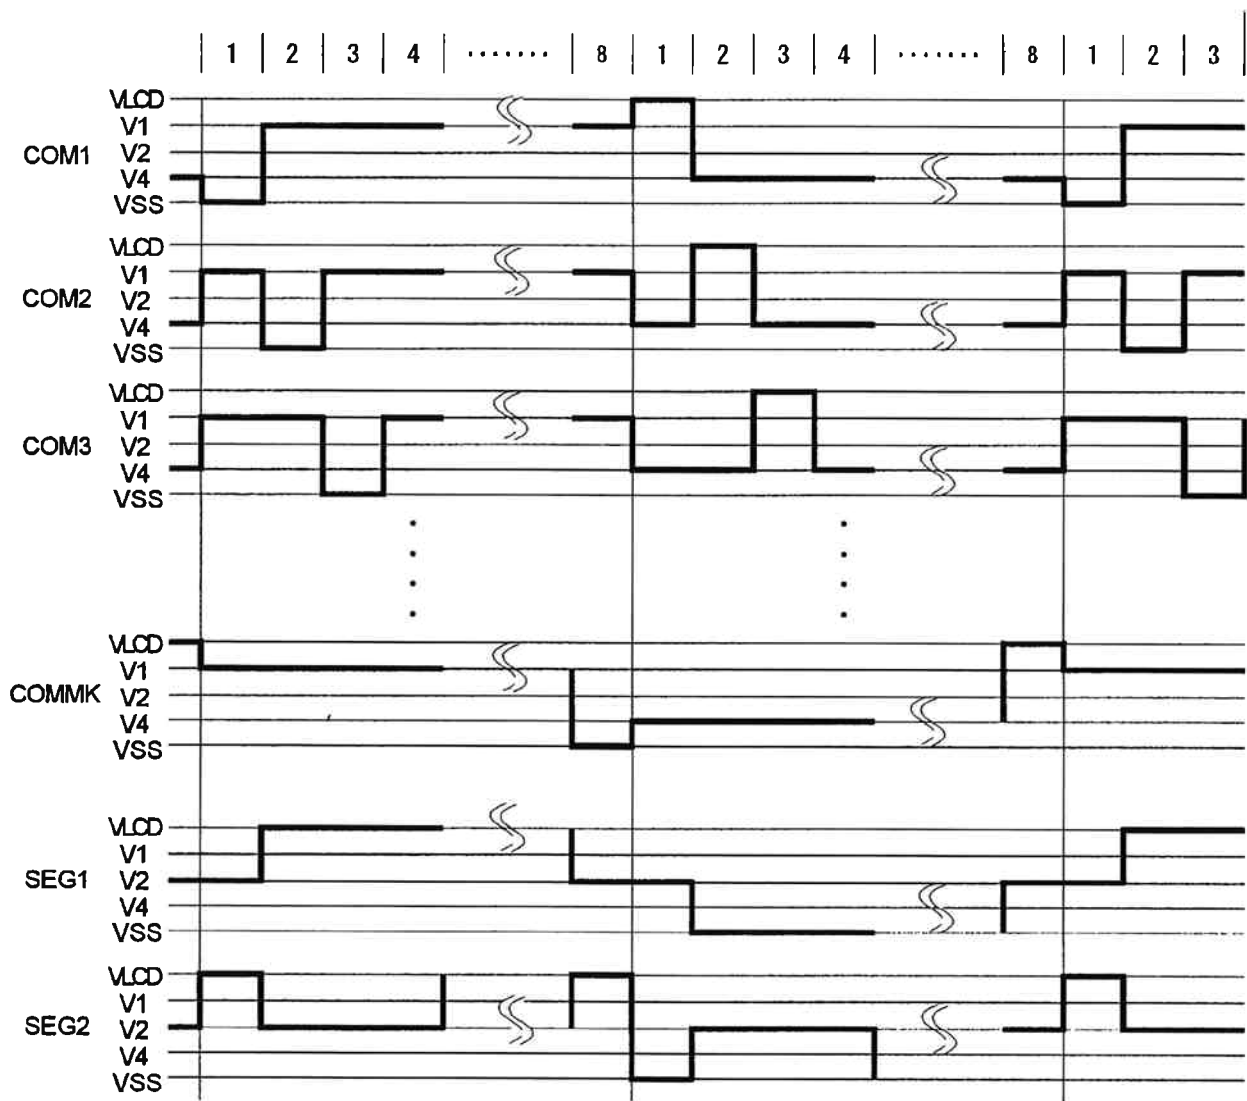 1 2 3 4 ······· 8 1 2 3 4 ······· 8 1 2 3
COM1
VLCD
V1
V2
V4
VSS
COM2
VLCD
V1
V2
V4
VSS
COM3
VLCD
V1
V2
V4
VSS
COMMK
VLCD
V1
V2
V4
VSS
SEG1
VLCD
V1
V2
V4
VSS
SEG2
VLCD
V1
V2
V4
VSS